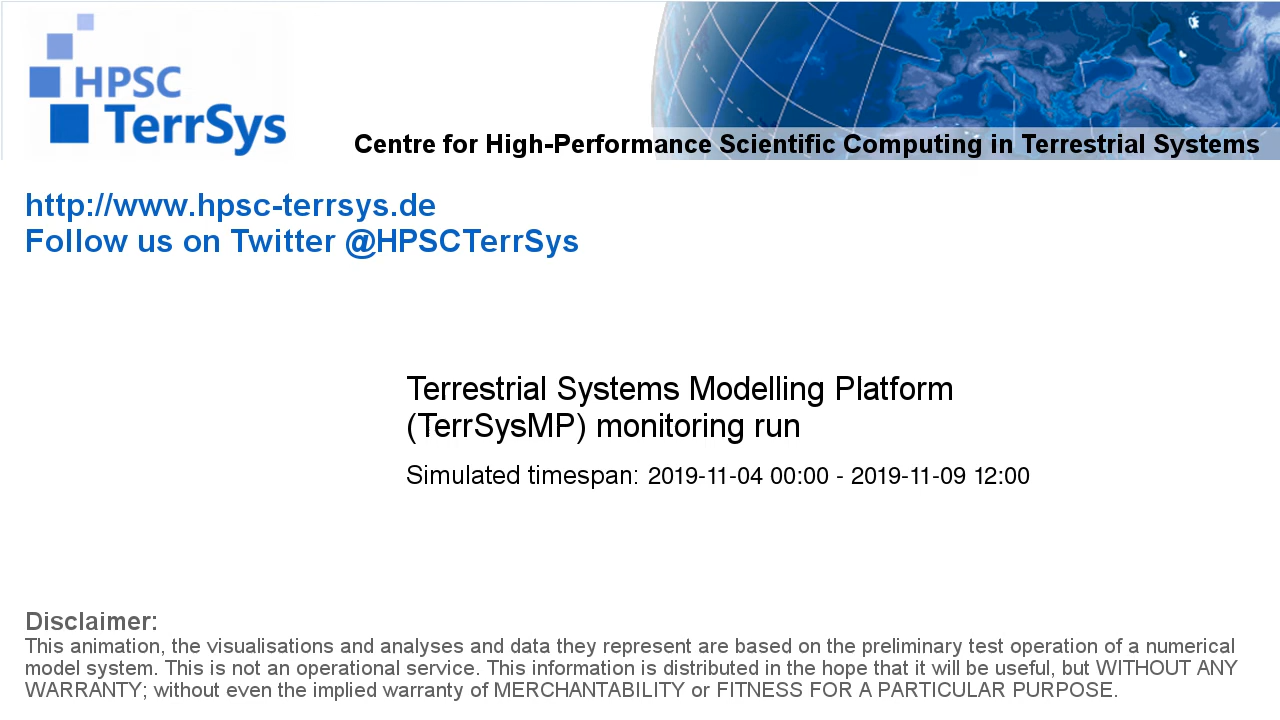 HPSC
TerrSys
Centre for High-Performance Scientific Computing in Terrestrial Systems
http://www.hpsc-terrsys.de
Follow us on Twitter @HPSCTerrSys
Terrestrial Systems Modelling Platform
(TerrSysMP) monitoring run
Simulated timespan: 2019-11-04 00:00 - 2019-11-09 12:00
Disclaimer:
This animation, the visualisations and analyses and data they represent are based on the preliminary test operation of a numerical
model system. This is not an operational service. This information is distributed in the hope that it will be useful, but WITHOUT ANY
WARRANTY; without even the implied warranty of MERCHANTABILITY or FITNESS FOR A PARTICULAR PURPOSE.